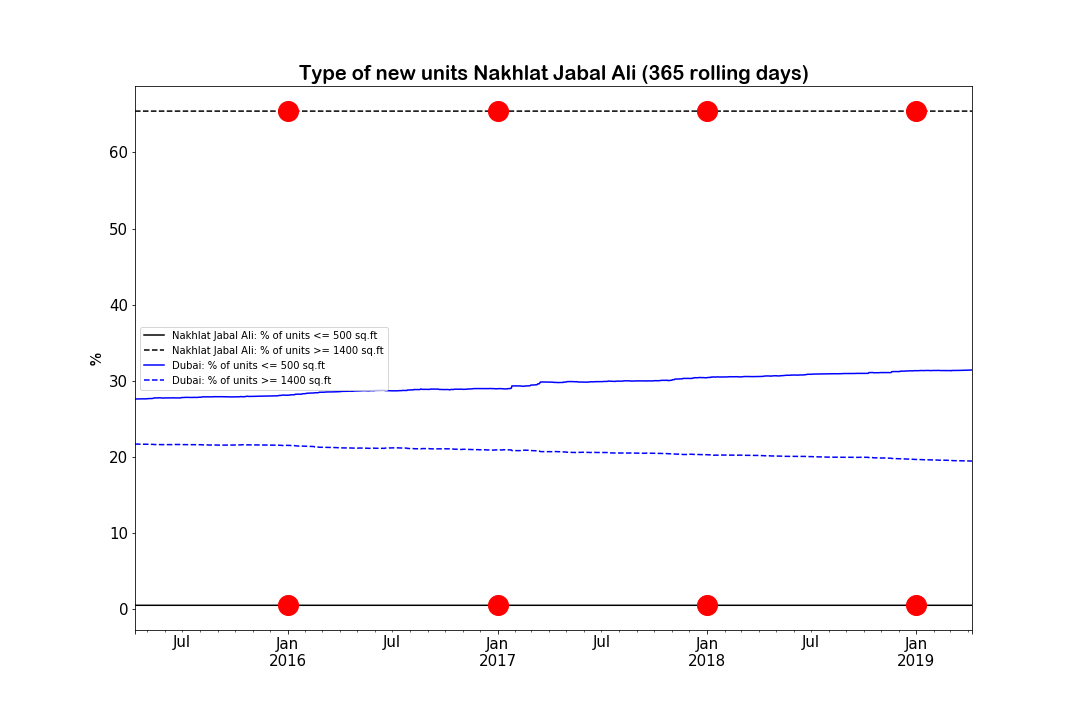 Type of new units Nakhlat Jabal Ali (365 rolling days)
60
50
40
30
20
10
0
%
Nakhlat Jabal Ali: % of units <= 500 sq.ft
Nakhlat Jabal Ali: % of units >= 1400 sq.ft
Dubai: % of units <= 500 sq.ft
Dubai: % of units >= 1400 sq.ft
Jul Jan Jul Jan Jul Jan Jul Jan
2016 2017 2018 2019